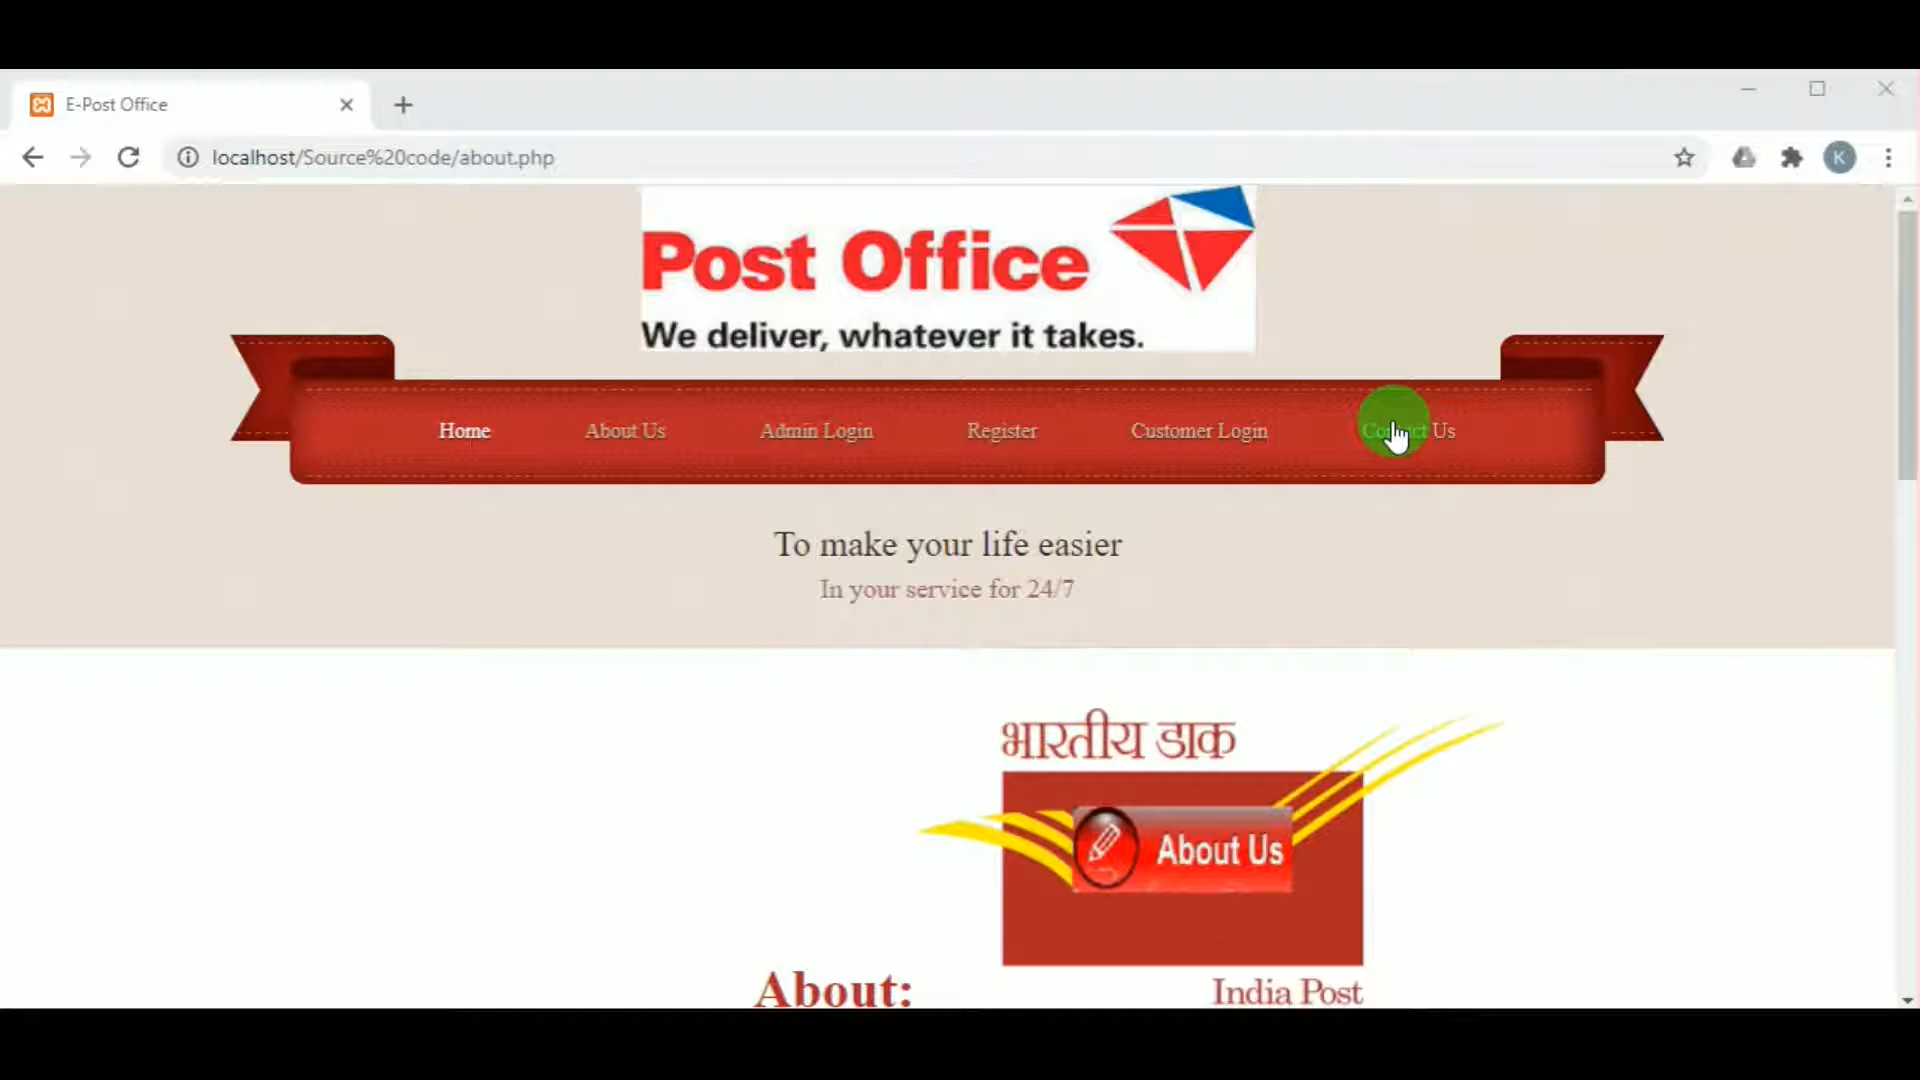 E-Post Office
localhost/Source%20code/about.php
K
Post Office
We deliver, whatever it takes.
Home About Us Admin Login Register Customer Login Contact Us
To make your life easier
In your service for 24/7
भारतीय डाक
About Us
About:
India Post